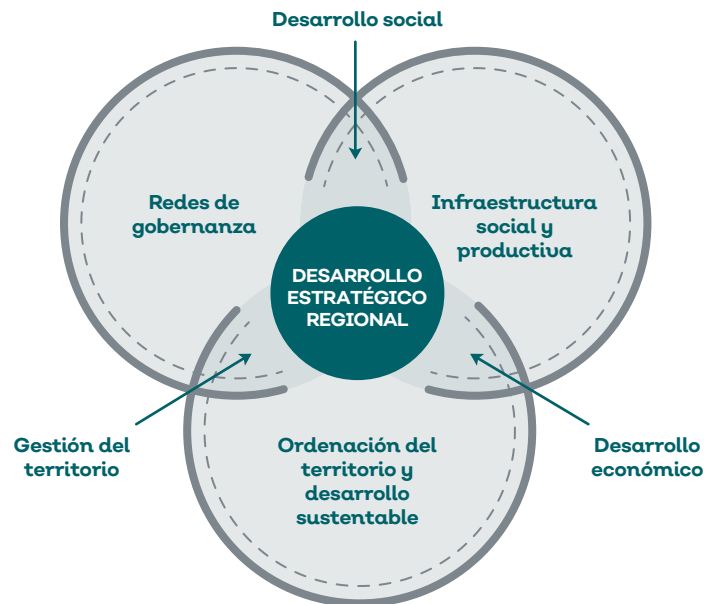 Desarrollo social
Redes de
gobernanza
Infraestructura
social y
productiva
DESARROLLO
ESTRATÉGICO
REGIONAL
Gestión del
territorio
Ordenación del
territorio y
desarrollo
sustentable
Desarrollo
económico